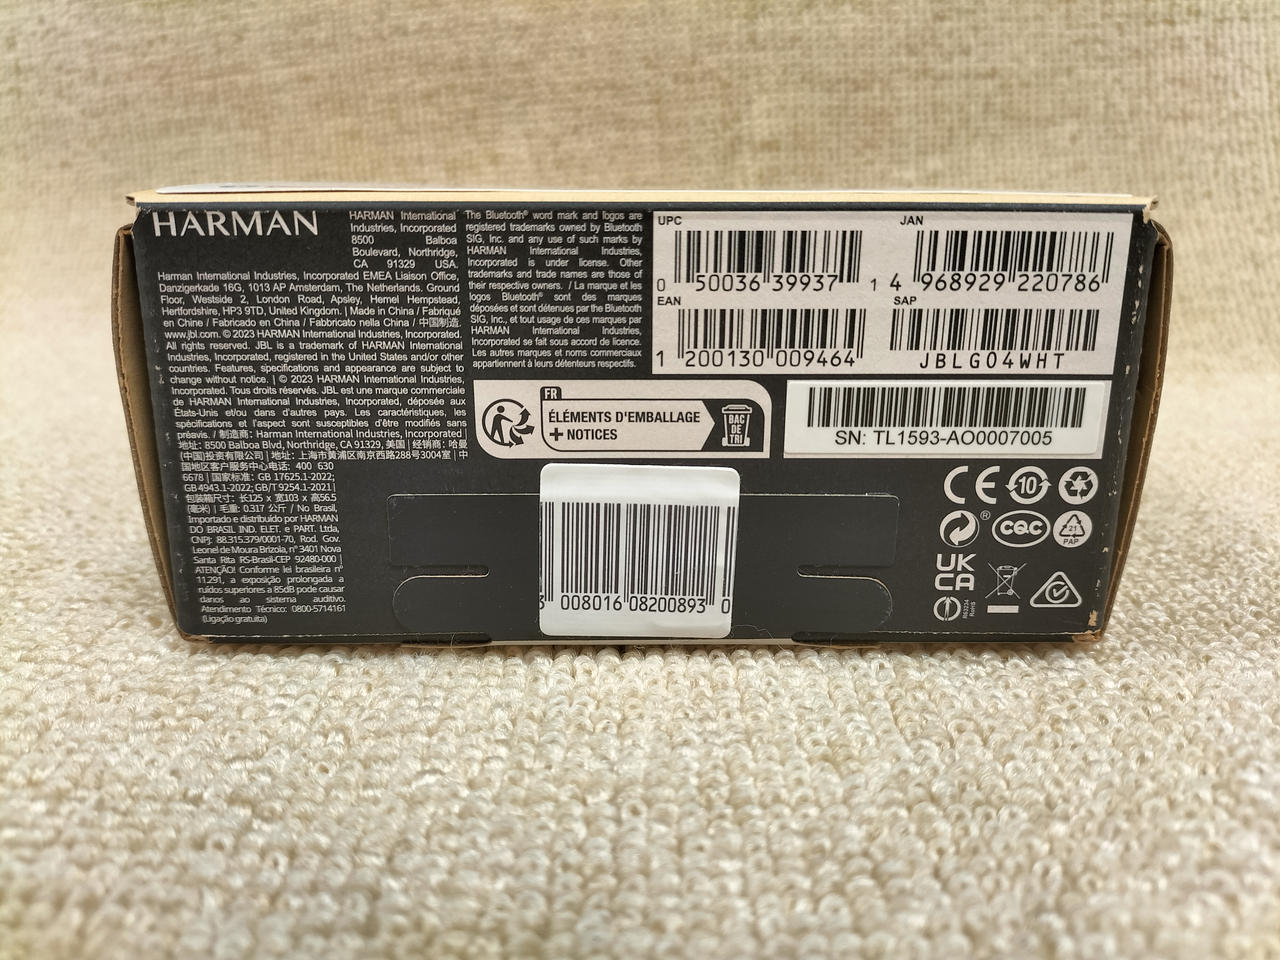 HARMAN
HARMAN International
Industries, Incorporated
8500 Balboa
Boulevard, Northridge,
CA 91329 USA.
Harman International Industries, Incorporated EMEA Liaison Office,
Danzigerkade 16G, 1013 AP Amsterdam, The Netherlands. Ground
Floor, Westside 2, London Road, Apsley, Hemel Hempstead,
Hertfordshire, HP3 9TD, United Kingdom. | Made in China / Fabriqué
en Chine / Fabricado en China / Fabbricato nella China / 中国制造.
www.jbl.com. © 2023 HARMAN International Industries, Incorporated.
All rights reserved. JBL is a trademark of HARMAN International
Industries, Incorporated, registered in the United States and/or other
countries. Features, specifications and appearance are subject to
change without notice. | © 2023 HARMAN International Industries,
Incorporated. Tous droits réservés. JBL est une marque commerciale
de HARMAN International Industries, Incorporated, déposée aux
États-Unis et/ou dans d'autres pays. Les caractéristiques, les
spécifications et l'aspect sont susceptibles d'être modifiés sans
préavis. / 制造商: Harman International Industries, Incorporated |
地址: 8500 Balboa Blvd, Northridge, CA 91329, 美国 | 经销商: 哈曼
(中国)投资有限公司 | 地址: 上海市黄浦区南京西路288号3004室 | 中
国地区客户服务中心电话: 400 630
6678 | 国家标准: GB 17625.1-2022;
GB 4943.1-2022; GB/T 9254.1-2021 |
包装箱尺寸: 长125 x 宽103 x 高56.5
(毫米) | 毛重: 0.317 公斤 / No Brasil,
Importado e distribuído por HARMAN
DO BRASIL IND. ELET. e PART. Ltda,
CNPJ: 88.315.379/0001-70, Rod. Gov.
Leonel de Moura Brizola, n° 3401 Nova
Santa Rita RS-Brasil-CEP 92480-000 |
ATENÇÃO! Conforme lei brasileira nº
11.291, a exposição prolongada a
ruídos superiores a 85dB pode causar
danos ao sistema auditivo.
Atendimento Técnico: 0800-5714161
(Ligação gratuita)
The Bluetooth® word mark and logos are
registered trademarks owned by Bluetooth
SIG, Inc. and any use of such marks by
HARMAN International Industries,
Incorporated is under license. Other
trademarks and trade names are those of
their respective owners. / La marque et les
logos Bluetooth® sont des marques
déposées et sont détenues par the Bluetooth
SIG, Inc., et tout usage de ces marques par
HARMAN International Industries,
Incorporated se fait sous accord de licence.
Les autres marques et noms commerciaux
appartiennent à leurs détenteurs respectifs.
UPC
0 50036 39937 1
JAN
4 968929 220786
EAN
1 200130 009464
SAP
JBLGO4WHT
FR
ÉLÉMENTS D'EMBALLAGE
+ NOTICES
BAC
DE
TRI
SN: TL1593-AO0007005
008016 08200893 0
CE
10
®
CQC
21
PAP
UK
CA
RoHS